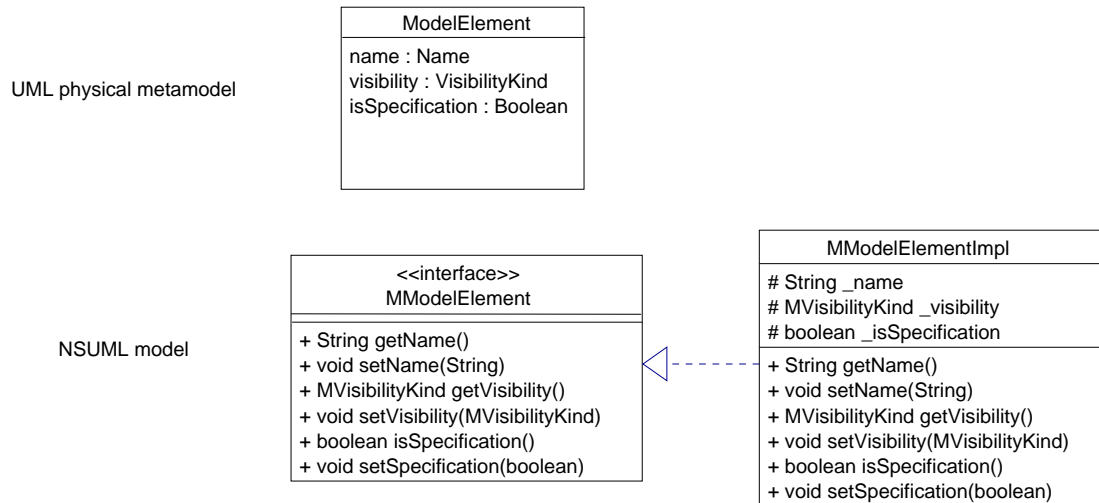 ModelElement
name : Name
visibility : VisibilityKind
isSpecification : Boolean
UML physical metamodel
NSUML model
<<interface>>
MModelElement
+ String getName()
+ void setName(String)
+ MVisibilityKind getVisibility()
+ void setVisibility(MVisibilityKind)
+ boolean isSpecification()
+ void setSpecification(boolean)
MModelElementImpl
# String _name
# MVisibilityKind _visibility
# boolean _isSpecification
+ String getName()
+ void setName(String)
+ MVisibilityKind getVisibility()
+ void setVisibility(MVisibilityKind)
+ boolean isSpecification()
+ void setSpecification(boolean)